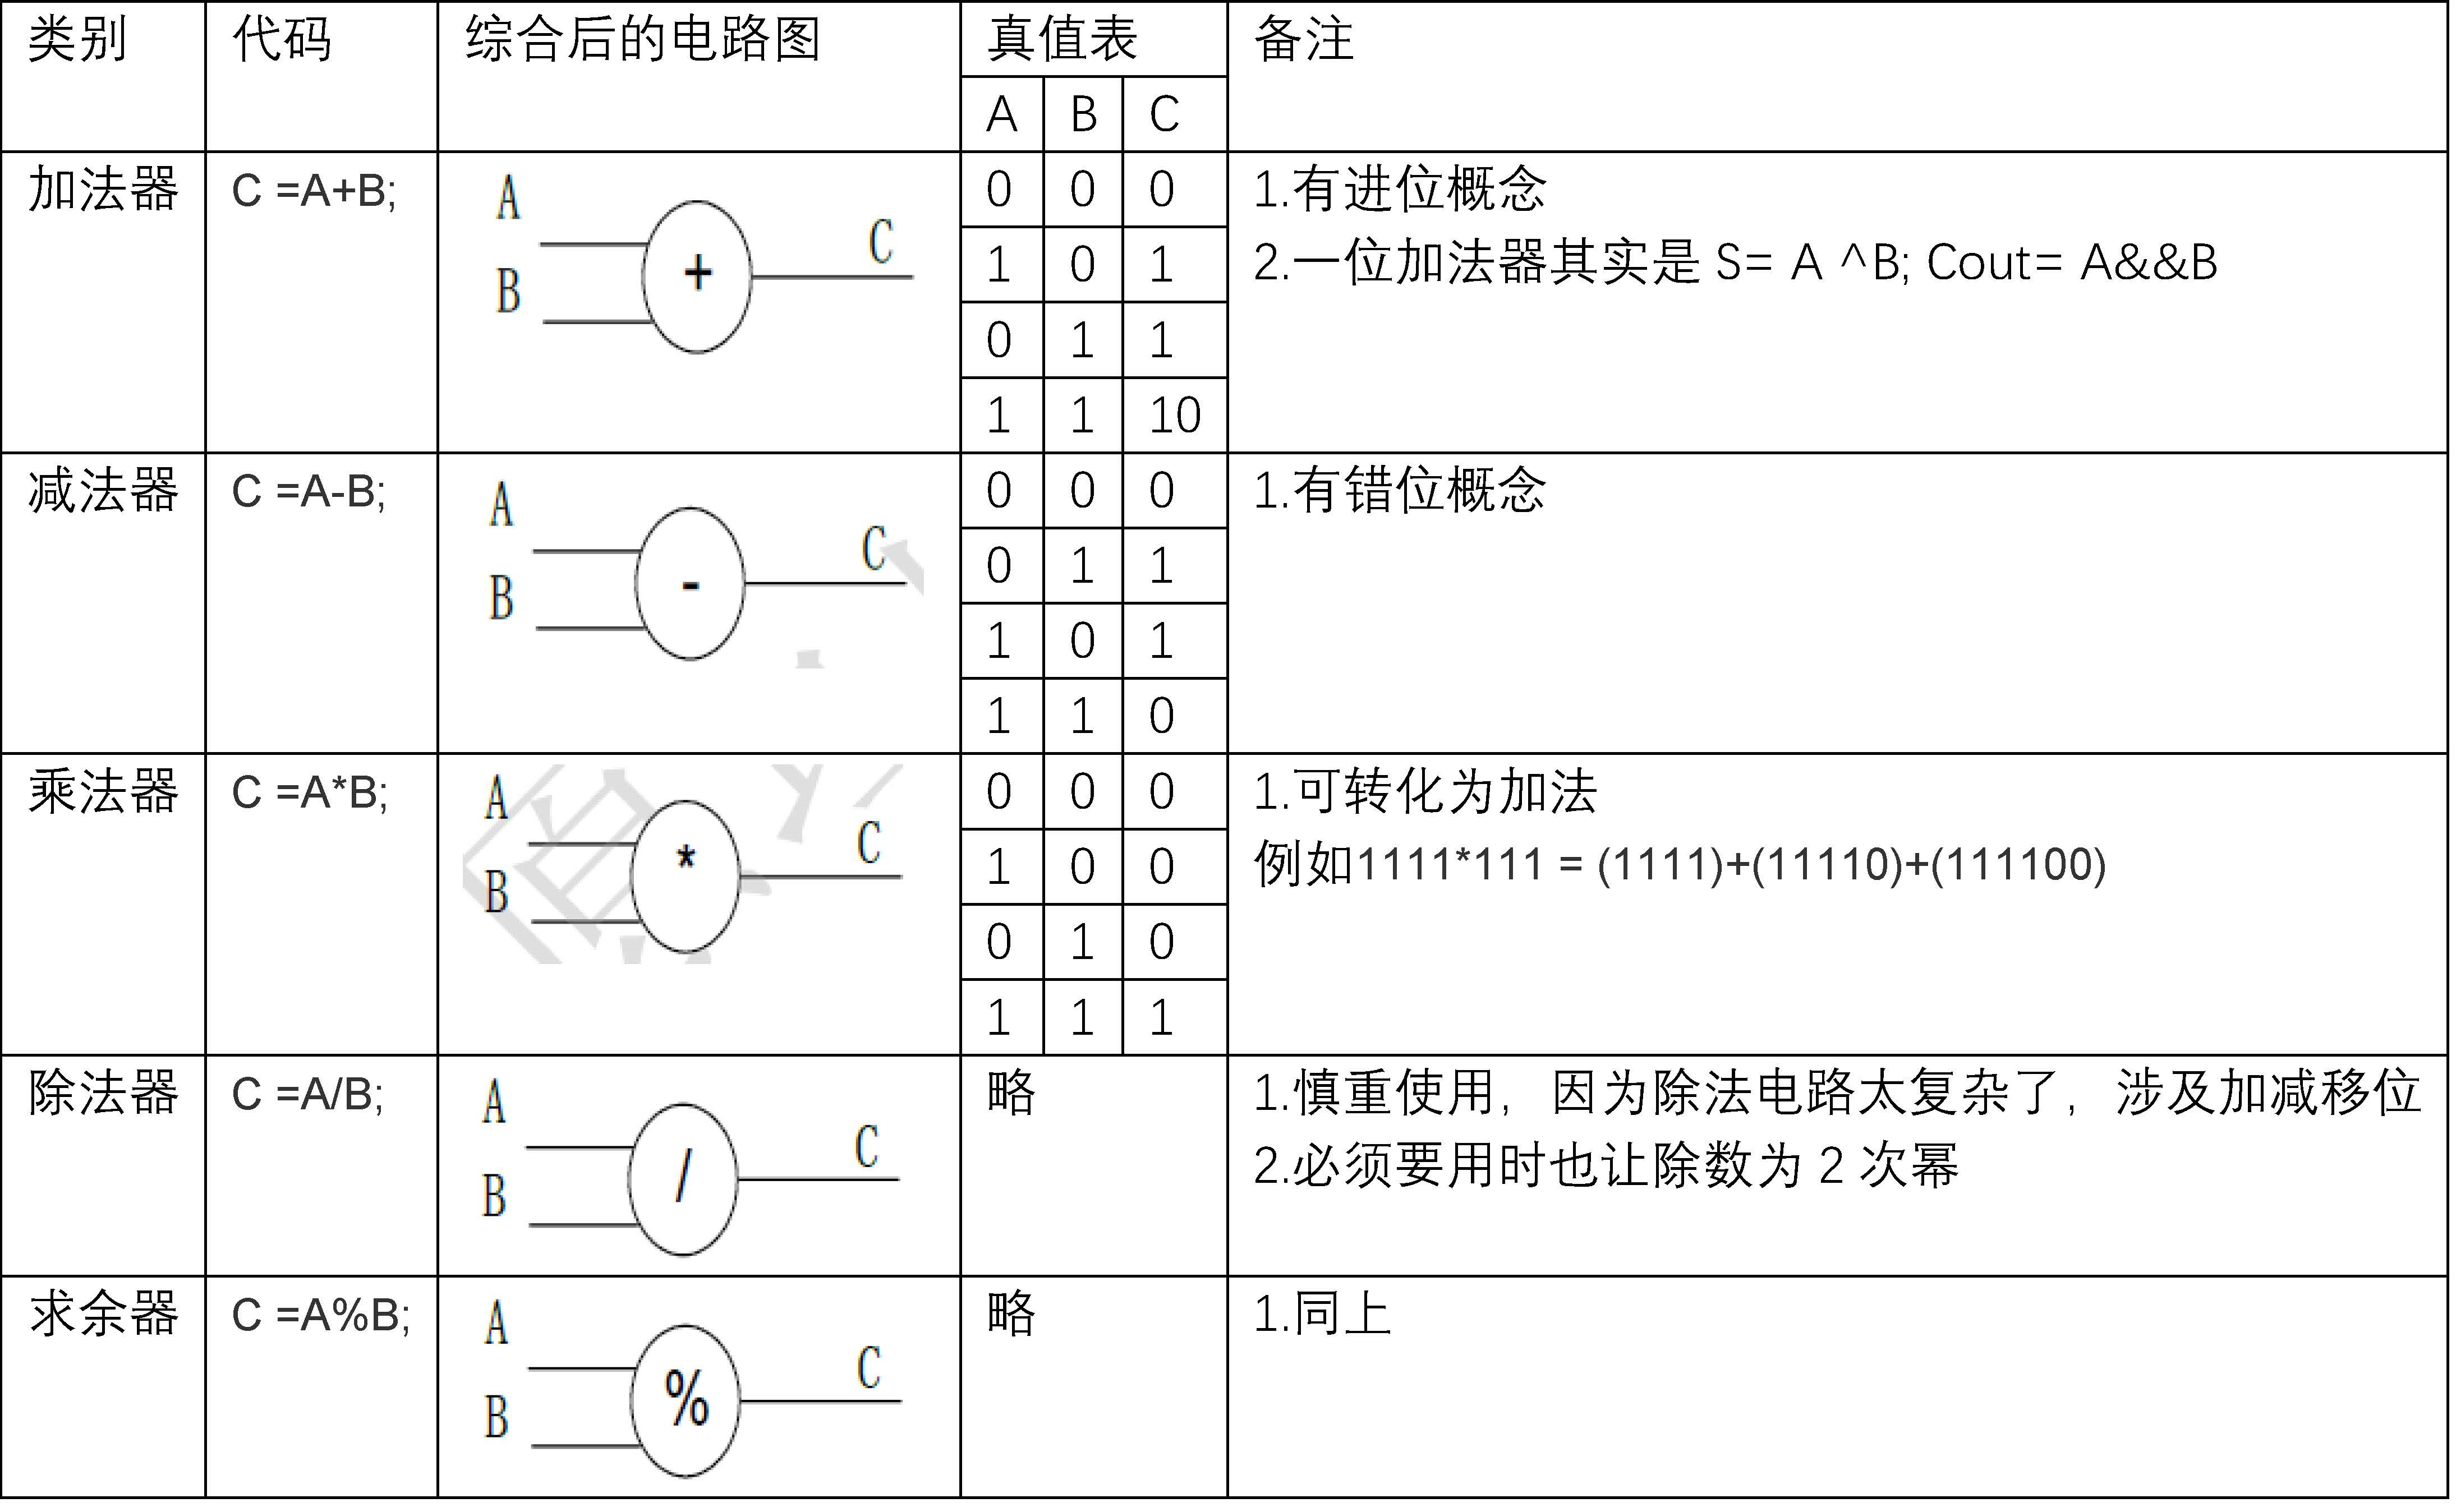 类别 代码 综合后的电路图 真值表 备注
A B C
加法器 C =A+B; A B + C 0 0 0 1.有进位概念
1 0 1 2.一位加法器其实是 S= A ^B; Cout= A&&B
0 1 1
1 1 10
减法器 C =A-B; A B - C 0 0 0 1.有错位概念
0 1 1
1 0 1
1 1 0
乘法器 C =A*B; A B * C 0 0 0 1.可转化为加法
1 0 0 例如1111*111 = (1111)+(11110)+(111100)
0 1 0
1 1 1
除法器 C =A/B; A B / C 略 1.慎重使用，因为除法电路太复杂了，涉及加减移位
2.必须要用时也让除数为 2 次幂
求余器 C =A%B; A B % C 略 1.同上